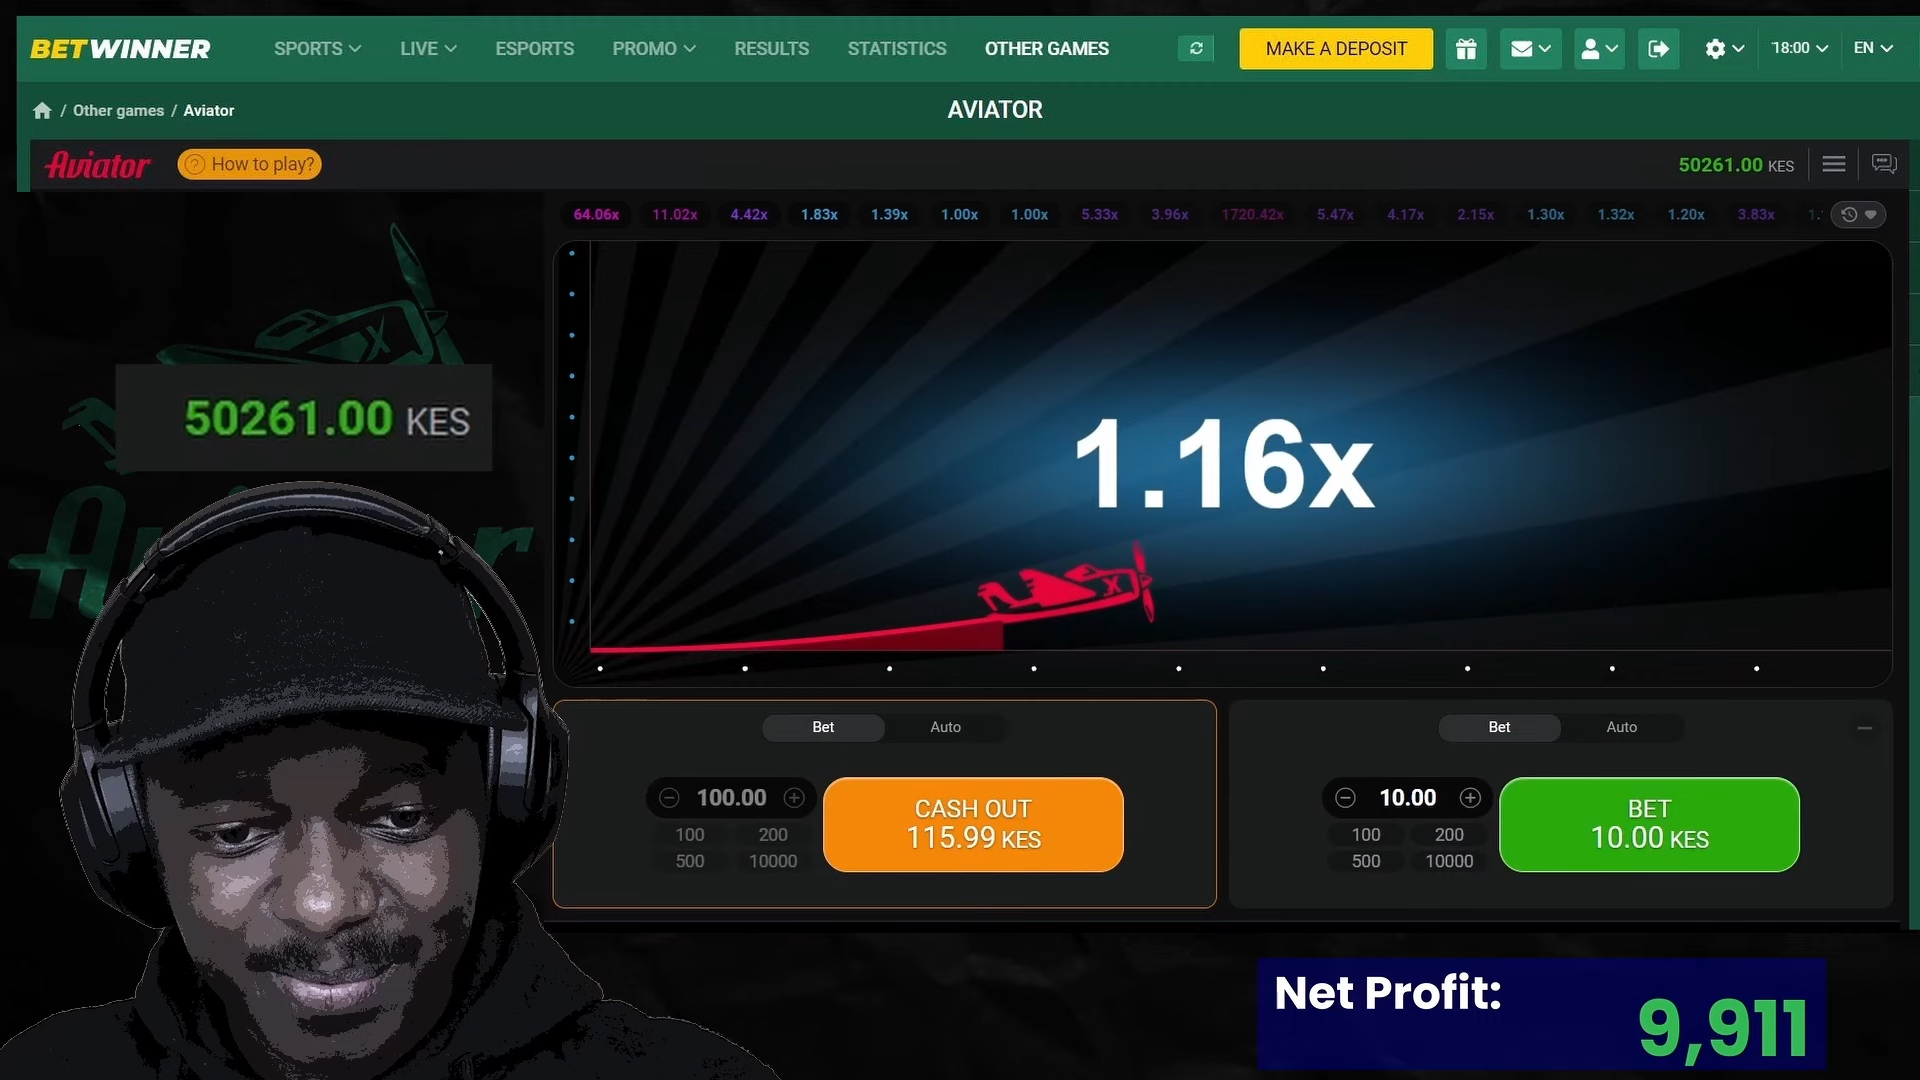 BETWINNER
SPORTS LIVE ESPORTS PROMO RESULTS STATISTICS OTHER GAMES MAKE A DEPOSIT 18:00 EN
/ Other games / Aviator
AVIATOR
Aviator ? How to play? 50261.00 KES
64.06x 11.02x 4.42x 1.83x 1.39x 1.00x 1.00x 5.33x 3.96x 1720.42x 5.47x 4.17x 2.15x 1.30x 1.32x 1.20x 3.83x
50261.00 KES
1.16x
X
Bet Auto
100.00
100 200
500 10000
CASH OUT
115.99 KES
Bet Auto
10.00
100 200
500 10000
BET
10.00 KES
Net Profit:
9,911